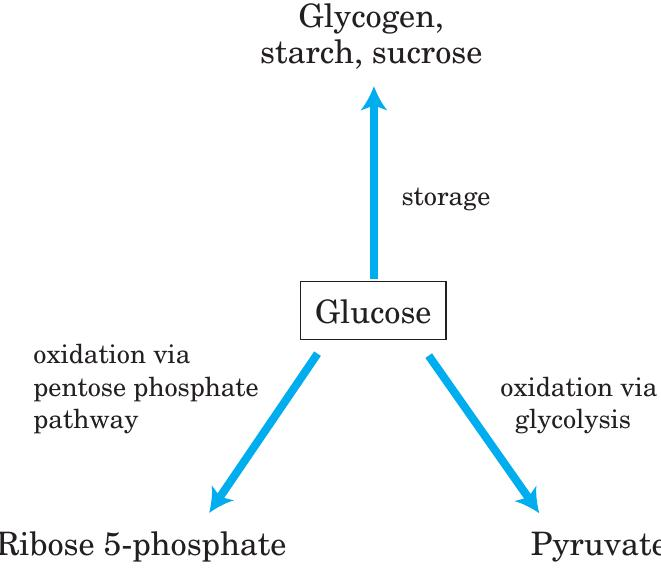 Glycogen,
starch, sucrose
storage
Glucose
oxidation via
pentose phosphate
pathway
oxidation via
glycolysis
Ribose 5-phosphate
Pyruvate